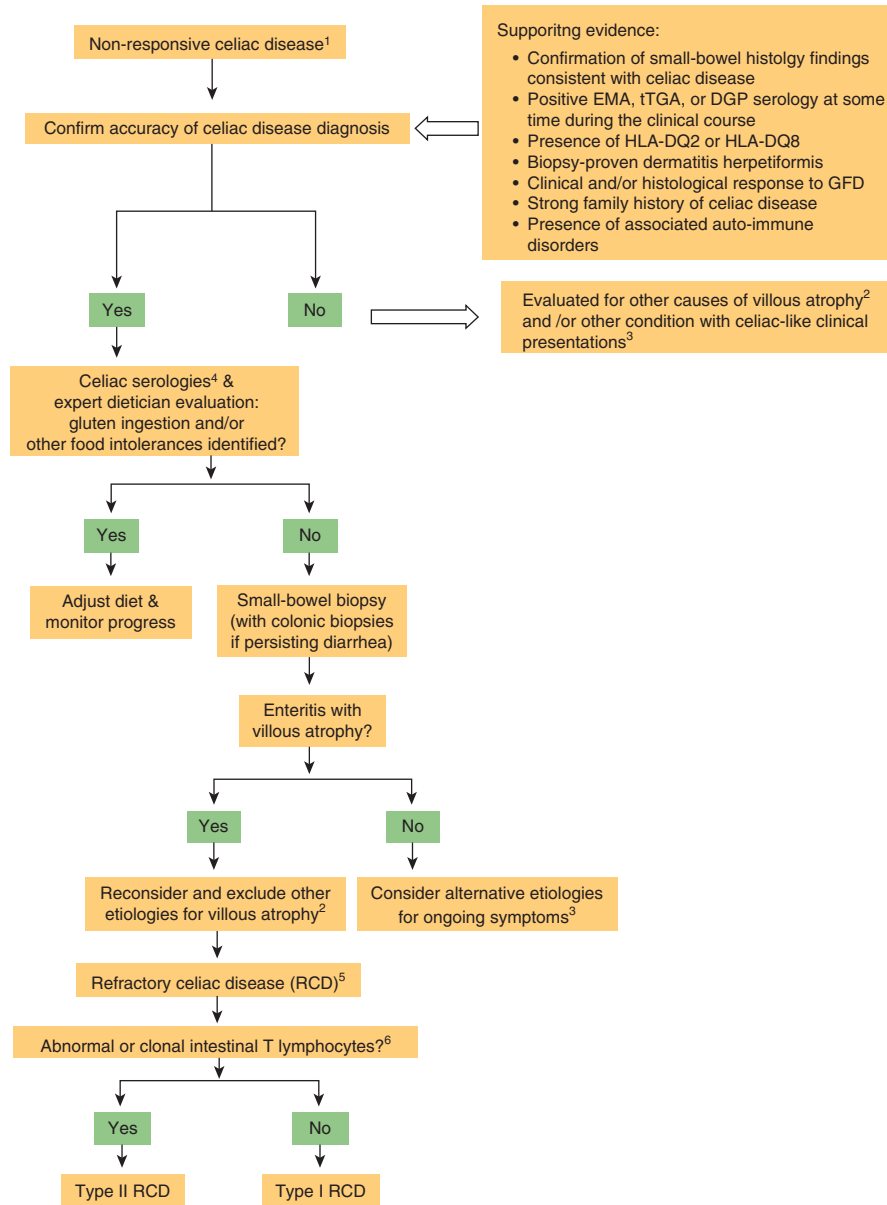 Non-responsive celiac disease1
Confirm accuracy of celiac disease diagnosis
Supporitng evidence:
• Confirmation of small-bowel histolgy findings
consistent with celiac disease
• Positive EMA, tTGA, or DGP serology at some
time during the clinical course
• Presence of HLA-DQ2 or HLA-DQ8
• Biopsy-proven dermatitis herpetiformis
• Clinical and/or histological response to GFD
• Strong family history of celiac disease
• Presence of associated auto-immune
disorders
Yes
No
Evaluated for other causes of villous atrophy2
and /or other condition with celiac-like clinical
presentations3
Celiac serologies4 &
expert dietician evaluation:
gluten ingestion and/or
other food intolerances identified?
Yes
No
Adjust diet &
monitor progress
Small-bowel biopsy
(with colonic biopsies
if persisting diarrhea)
Enteritis with
villous atrophy?
Yes
No
Reconsider and exclude other
etiologies for villous atrophy2
Consider alternative etiologies
for ongoing symptoms3
Refractory celiac disease (RCD)5
Abnormal or clonal intestinal T lymphocytes?6
Yes
No
Type II RCD
Type I RCD